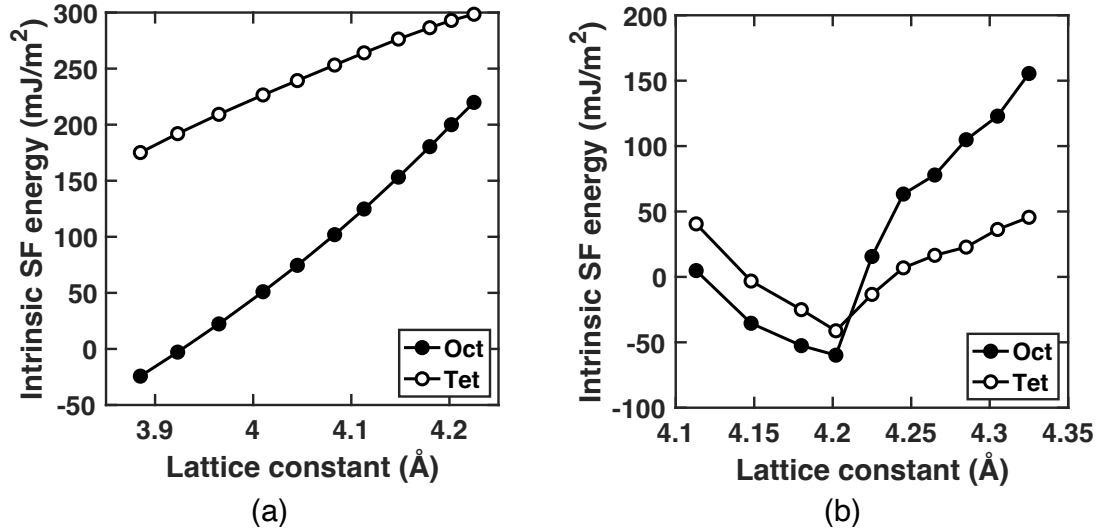 Intrinsic SF energy (mJ/m²)
300
250
200
150
100
50
0
-50
3.9
4
4.1
4.2
Lattice constant (Å)
Oct
Tet
(a)
Intrinsic SF energy (mJ/m²)
200
150
100
50
0
-50
-100
4.1
4.15
4.2
4.25
4.3
4.35
Lattice constant (Å)
Oct
Tet
(b)